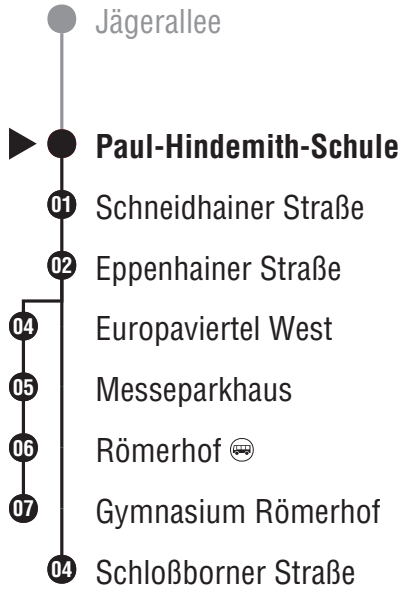 Jägerallee
Paul-Hindemith-Schule
01 Schneidhainer Straße
02 Eppenhainer Straße
04 Europaviertel West
05 Messeparkhaus
06 Römerhof
07 Gymnasium Römerhof
04 Schloßborner Straße